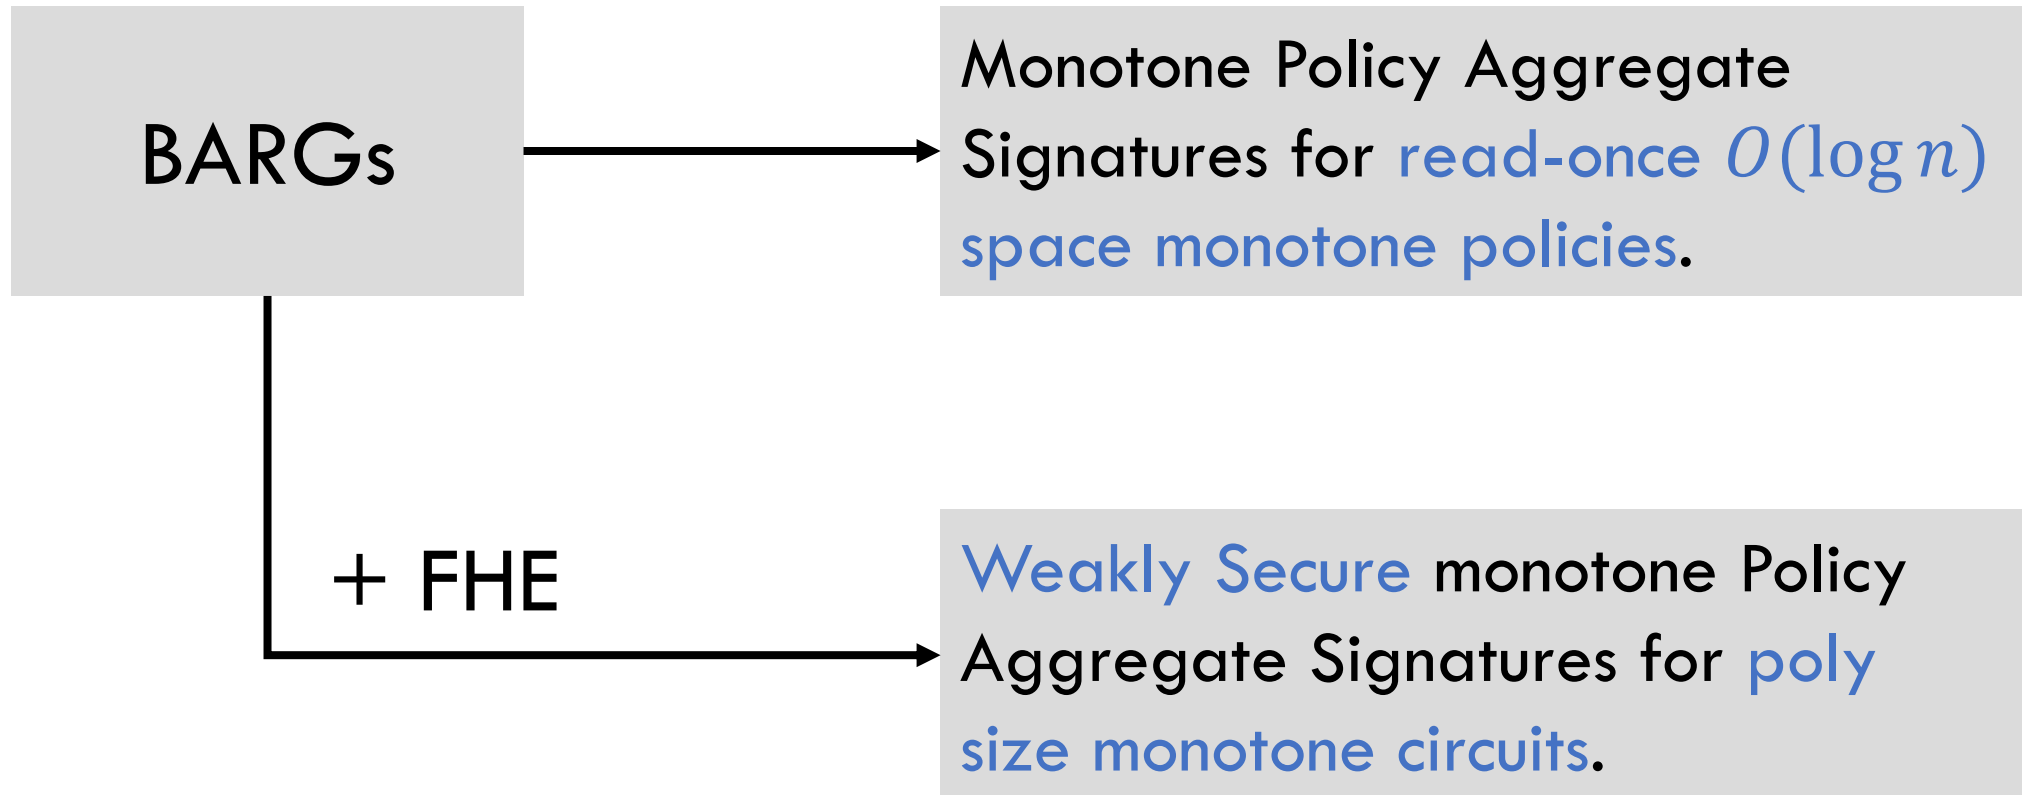 BARGs
Monotone Policy Aggregate
Signatures for read-once O(log n)
space monotone policies.
+ FHE
Weakly Secure monotone Policy
Aggregate Signatures for poly
size monotone circuits.